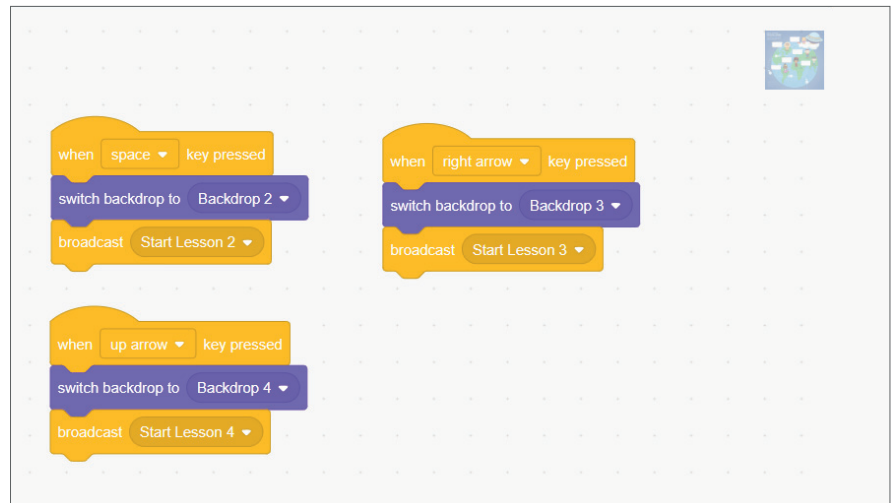 when space key pressed
switch backdrop to Backdrop 2
broadcast Start Lesson 2
when right arrow key pressed
switch backdrop to Backdrop 3
broadcast Start Lesson 3
when up arrow key pressed
switch backdrop to Backdrop 4
broadcast Start Lesson 4